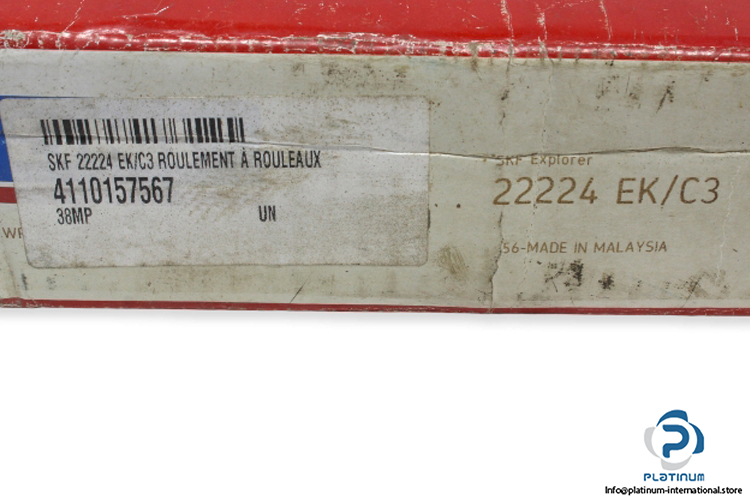 SKF 22224 EK/C3 ROULEMENT À ROULEAUX
4110157567
38MP UN
SKF Explorer
22224 EK/C3
56-MADE IN MALAYSIA
PLATINUM
Info@platinum-international.store